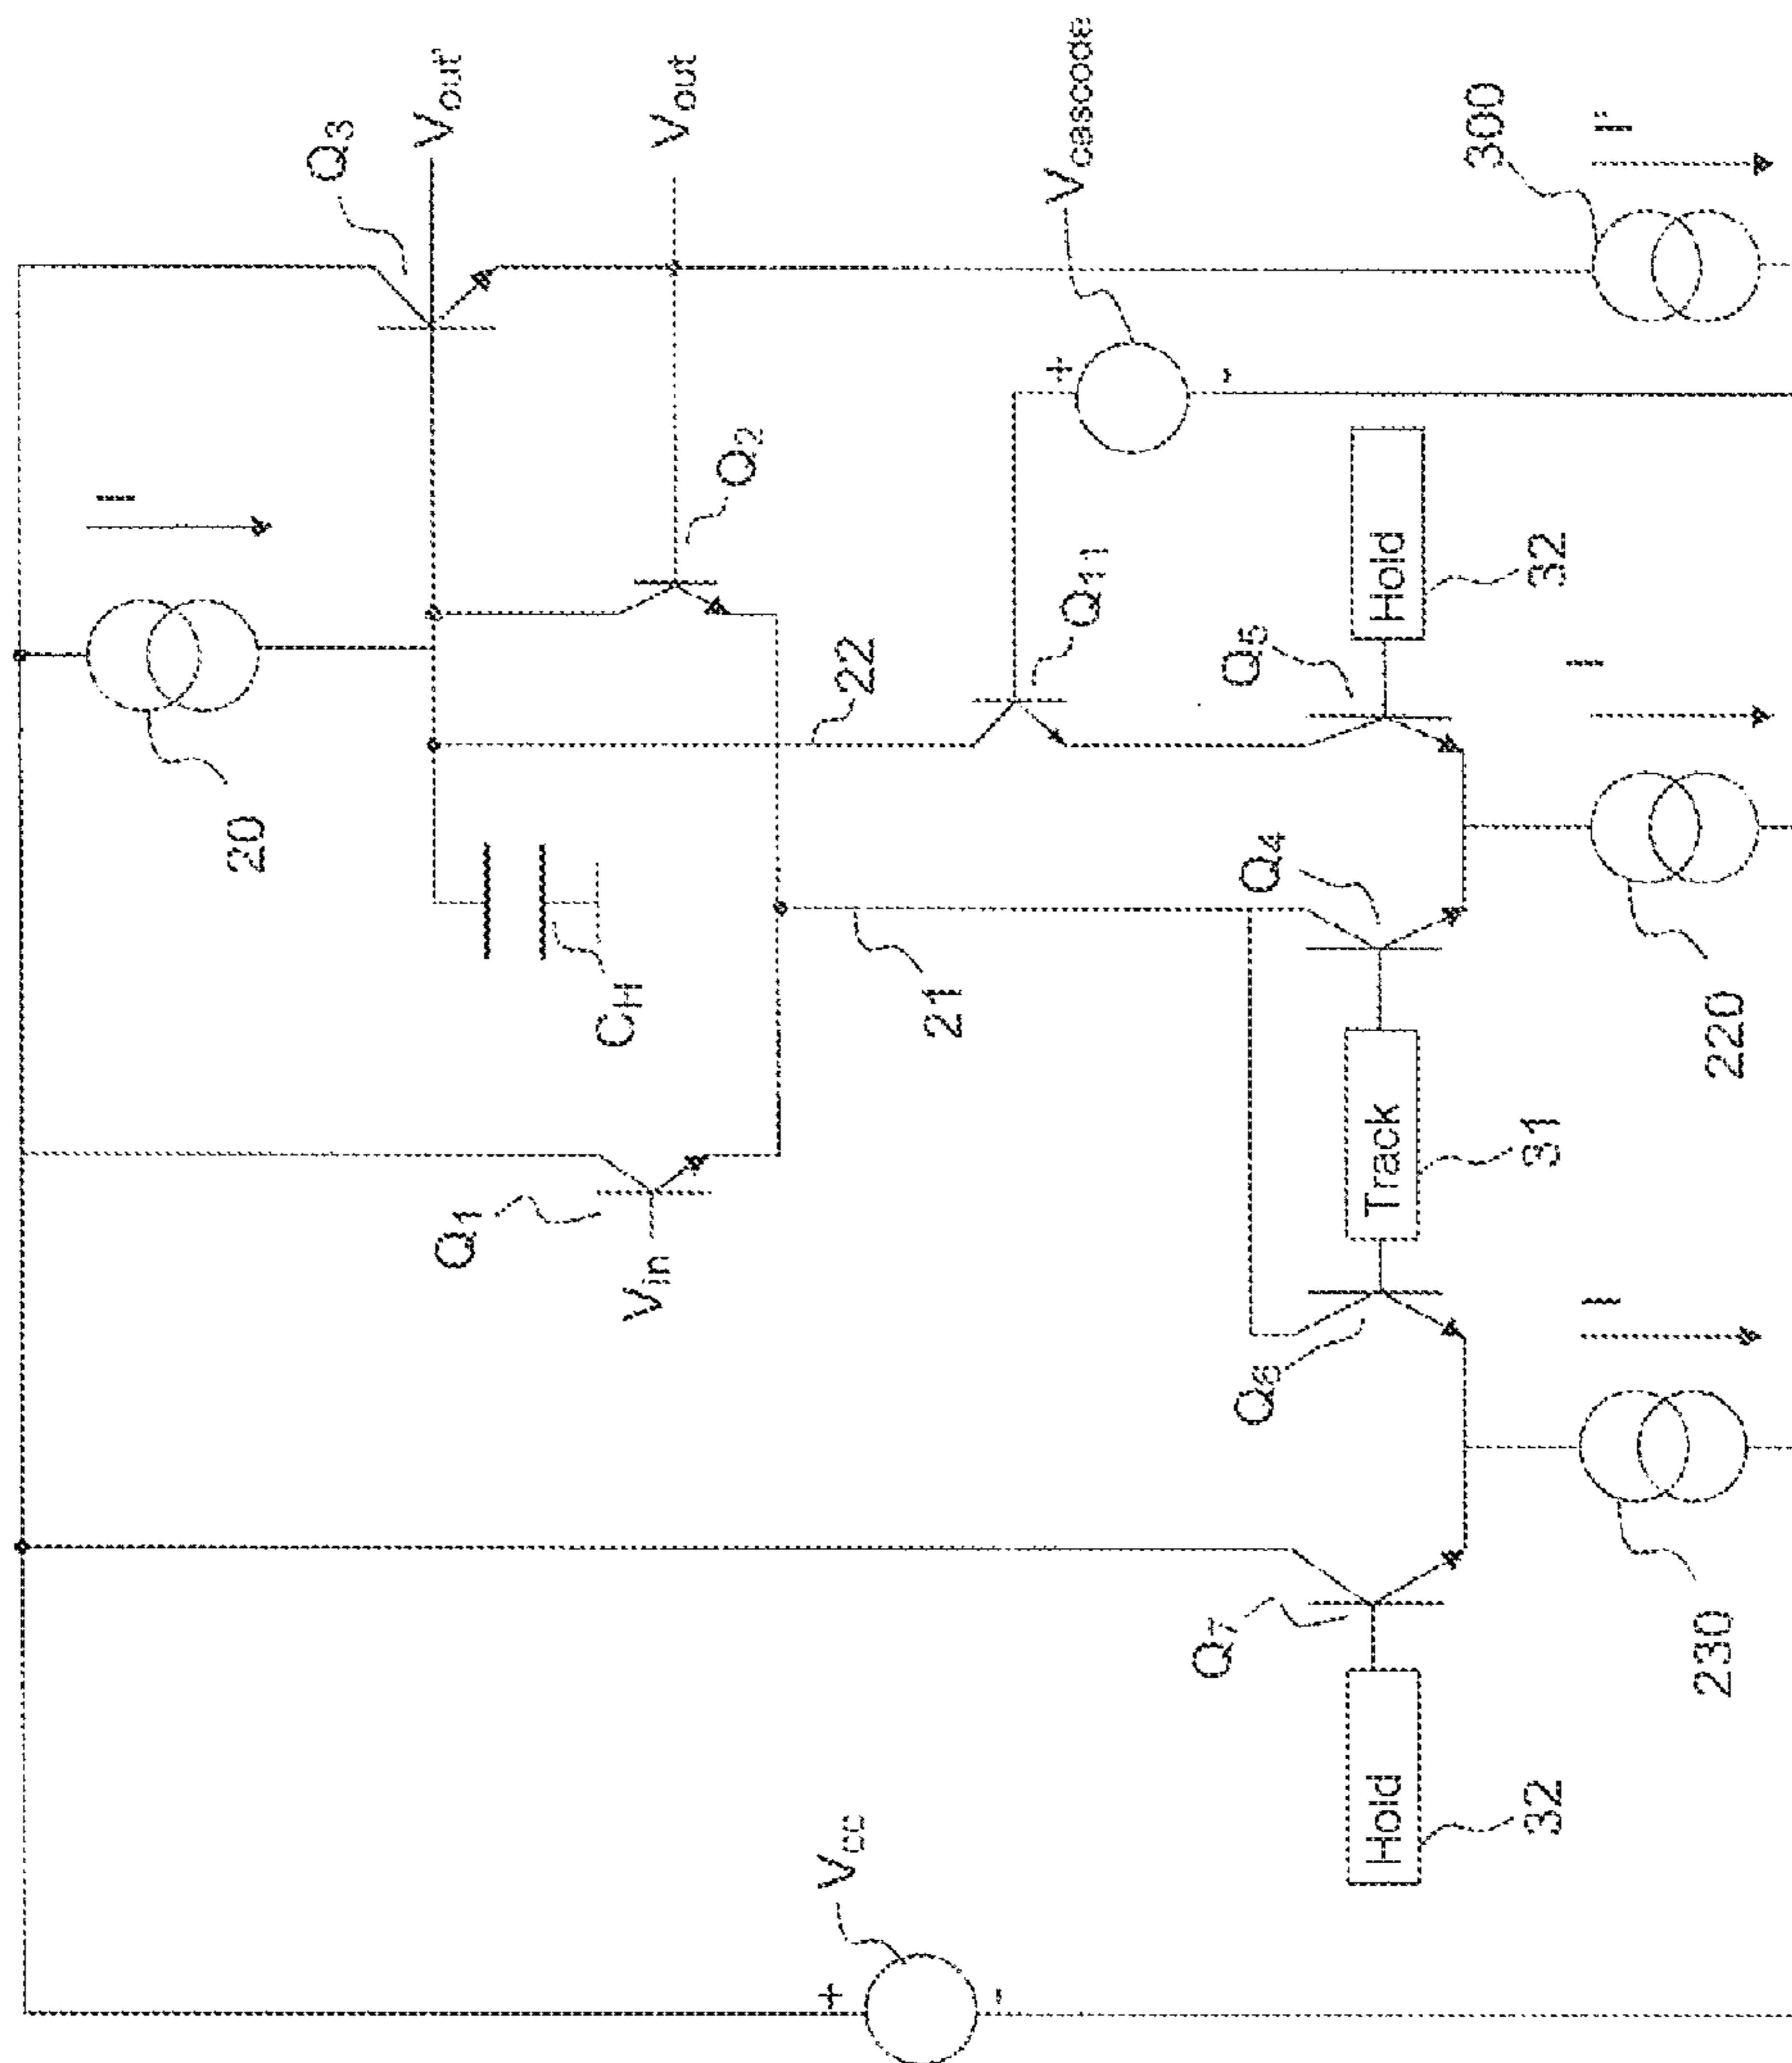 Vout'
Q3
Vout
Vcascode
300
I"
I
20
Q2
22
Q11
Q5
Hold
32
I
CH
21
Q4
220
Q1
Vin
Track
31
Q6
I
230
Q7
Hold
32
Vcc
+
-
+
-